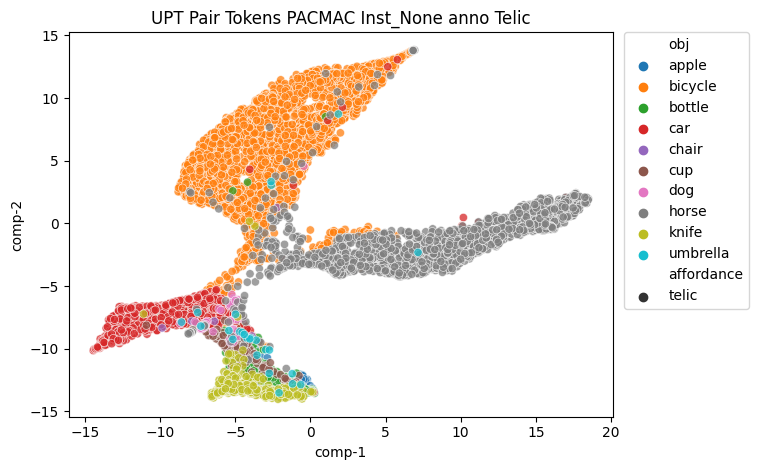 UPT Pair Tokens PACMAC Inst_None anno Telic
comp-2
15
10
5
0
−5
−10
−15
−15
−10
−5
0
5
10
15
20
comp-1
obj
apple
bicycle
bottle
car
chair
cup
dog
horse
knife
umbrella
affordance
telic